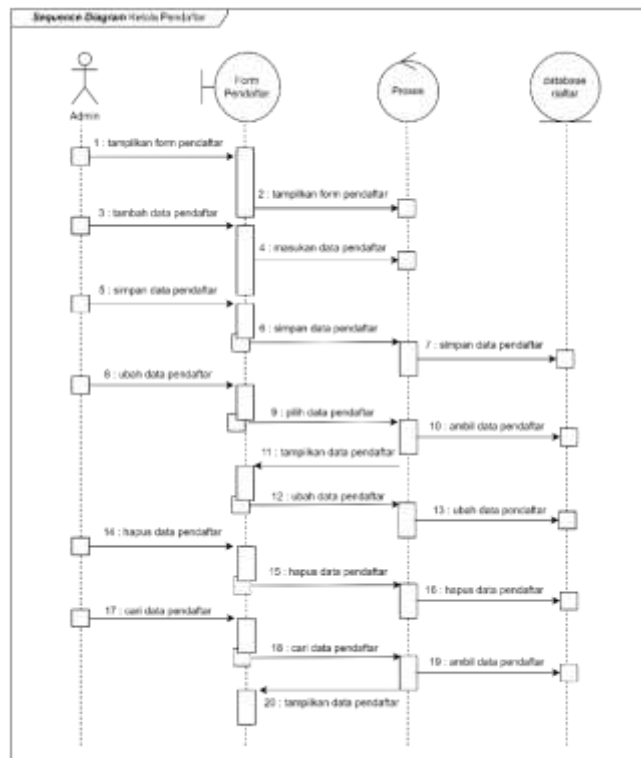 Sequence Diagram Kelola Pendaftar
Form
Pendaftar
Proses
database
daftar
Admin
1 : tampilkan form pendaftar
2 : tampilkan form pendaftar
3 : tambah data pendaftar
4 : masukan data pendaftar
5 : simpan data pendaftar
6 : simpan data pendaftar
7 : simpan data pendaftar
8 : ubah data pendaftar
9 : pilih data pendaftar
10 : ambil data pendaftar
11 : tampilkan data pendaftar
12 : ubah data pendaftar
13 : ubah data pendaftar
14 : hapus data pendaftar
15 : hapus data pendaftar
16 : hapus data pendaftar
17 : cari data pendaftar
18 : cari data pendaftar
19 : ambil data pendaftar
20 : tampilkan data pendaftar